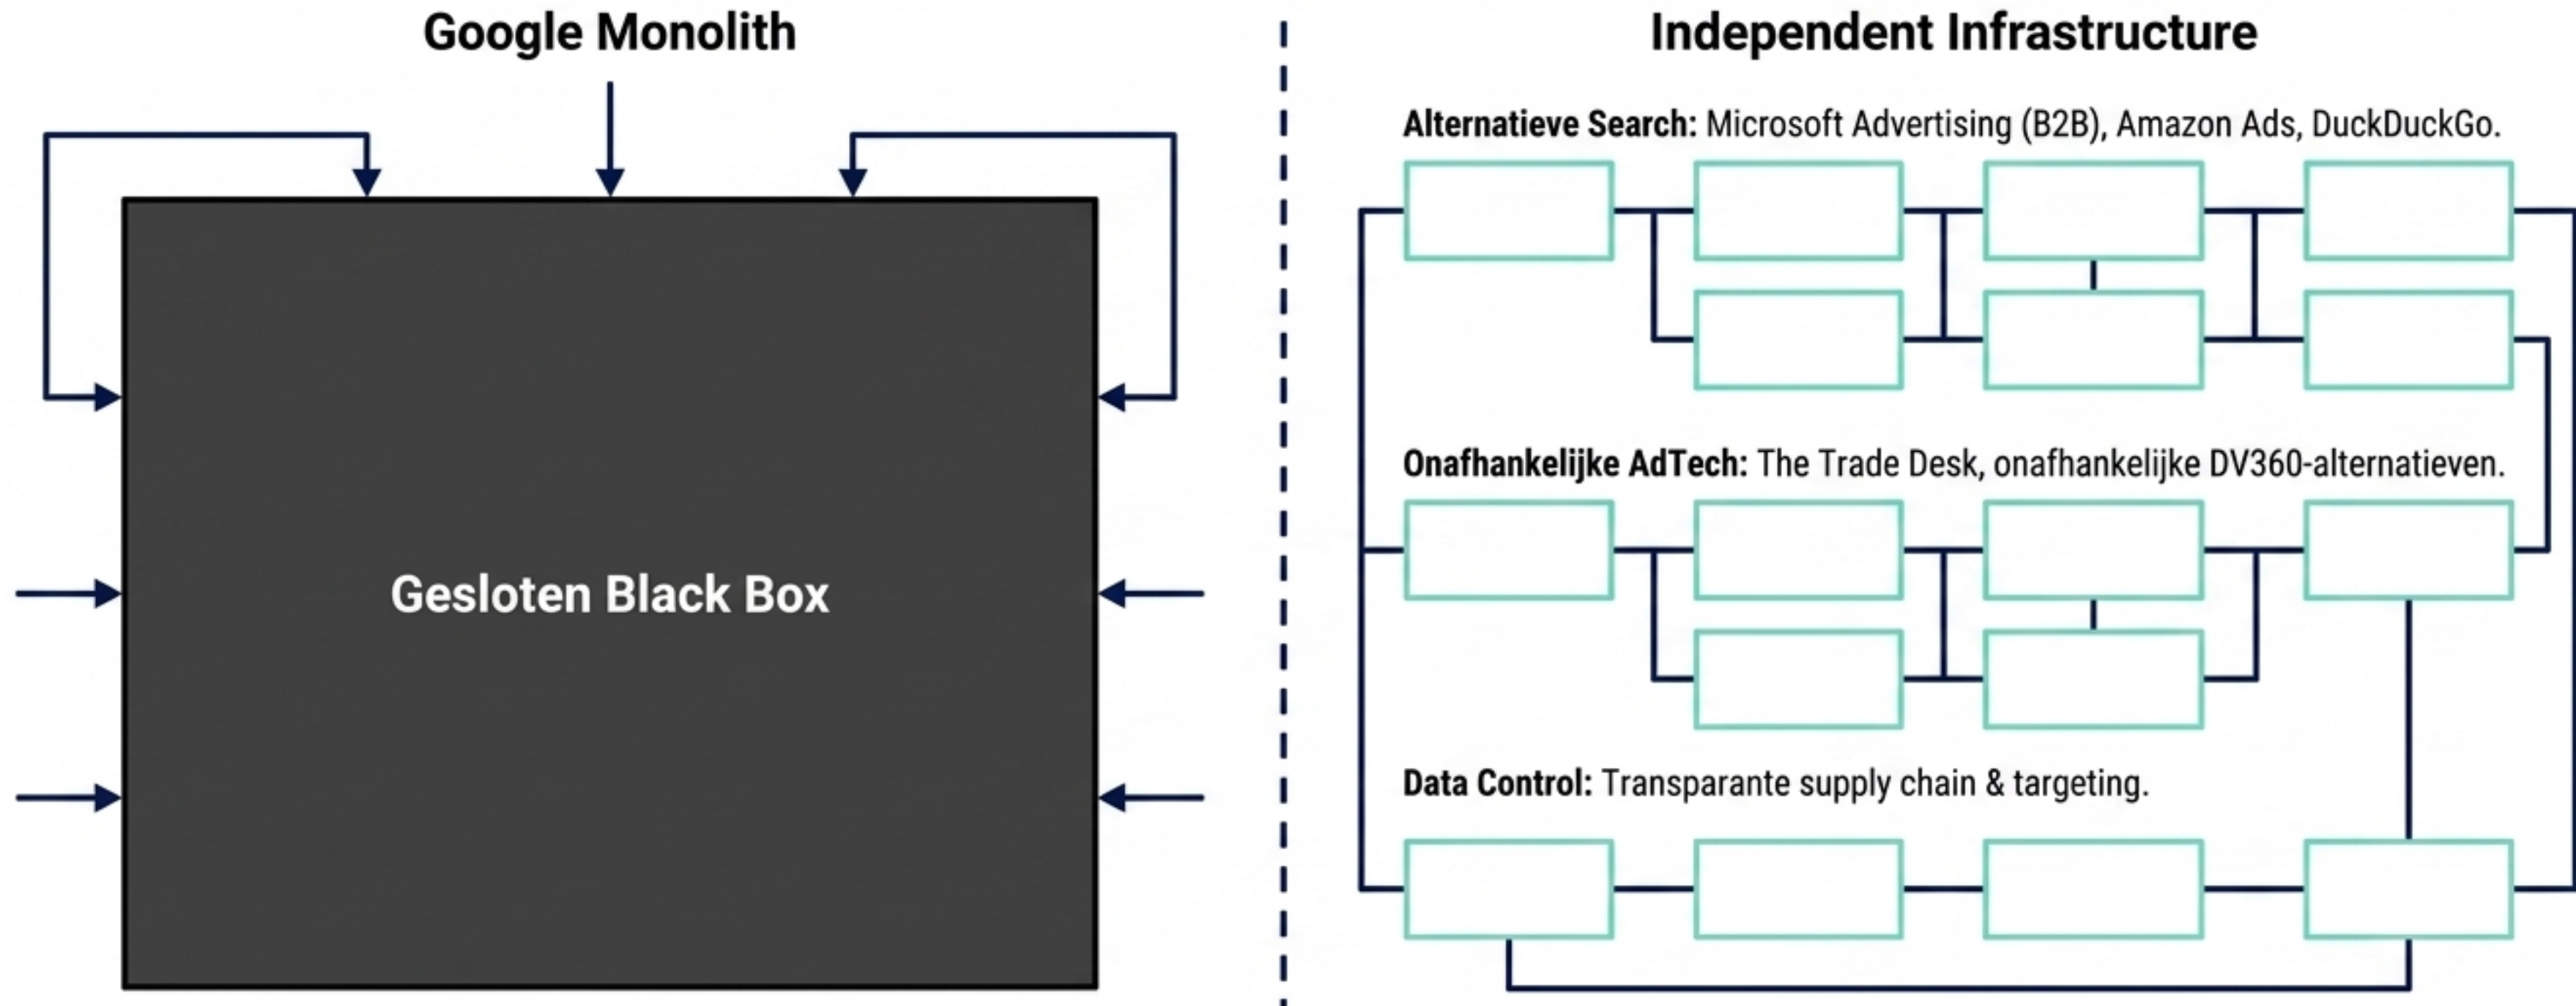 Google Monolith
Gesloten Black Box
Independent Infrastructure
Alternatieve Search: Microsoft Advertising (B2B), Amazon Ads, DuckDuckGo.
Onafhankelijke AdTech: The Trade Desk, onafhankelijke DV360-alternatieven.
Data Control: Transparante supply chain & targeting.